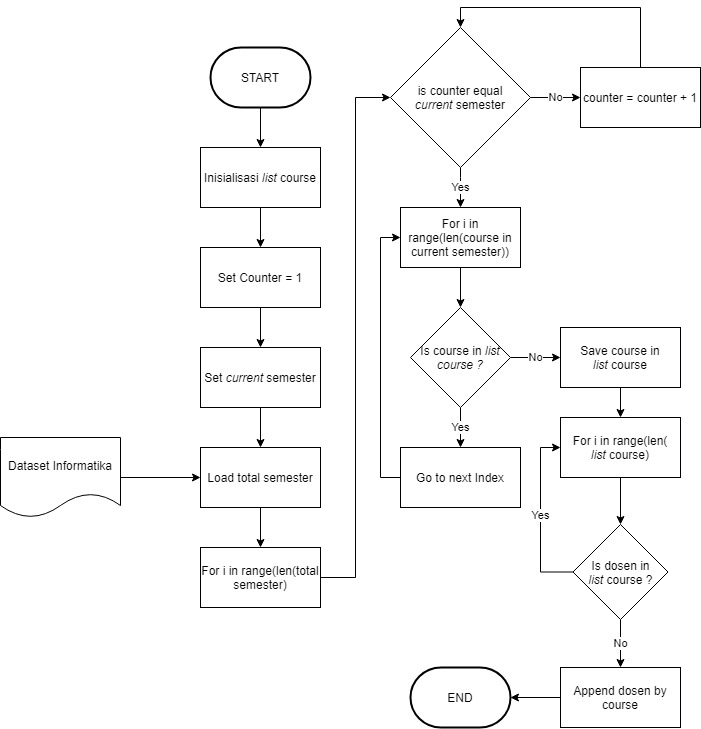 START
Inisialisasi list course
Set Counter = 1
Set current semester
Dataset Informatika
Load total semester
For i in range(len(total
semester)
is counter equal
current semester
No
counter = counter + 1
Yes
For i in
range(len(course in
current semester))
Is course in list
course ?
No
Save course in
list course
Yes
Go to next Index
For i in range(len(
list course)
Yes
Is dosen in
list course ?
No
Append dosen by
course
END